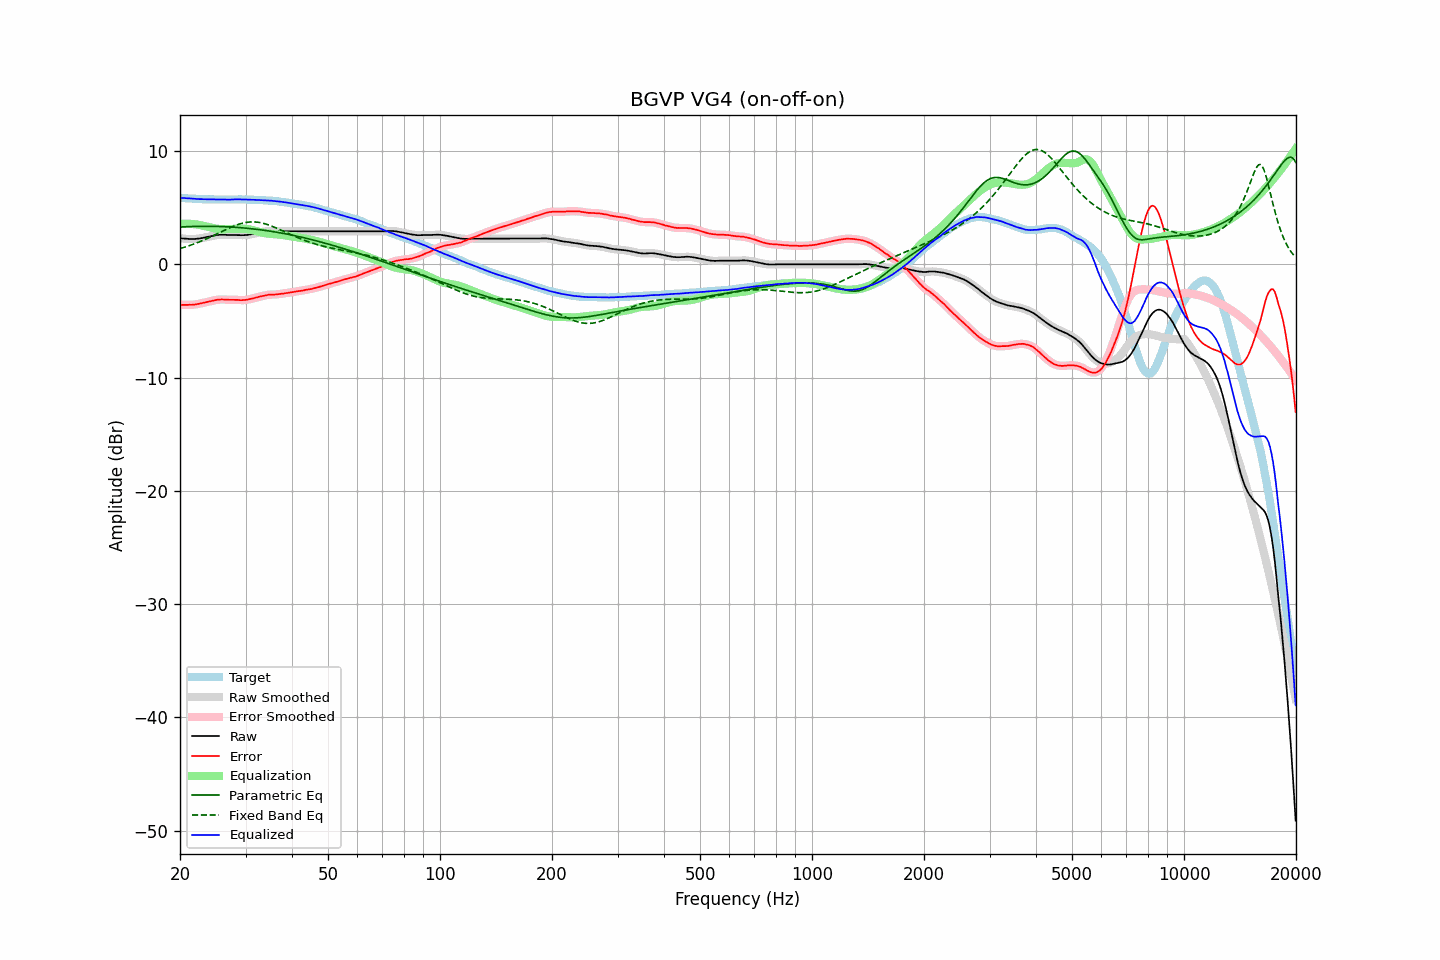 BGVP VG4 (on-off-on)
10
0
−10
−20
−30
−40
−50
Amplitude (dBr)
Target
Raw Smoothed
Error Smoothed
Raw
Error
Equalization
Parametric Eq
Fixed Band Eq
Equalized
20 50 100 200 500 1000 2000 5000 10000 20000
Frequency (Hz)